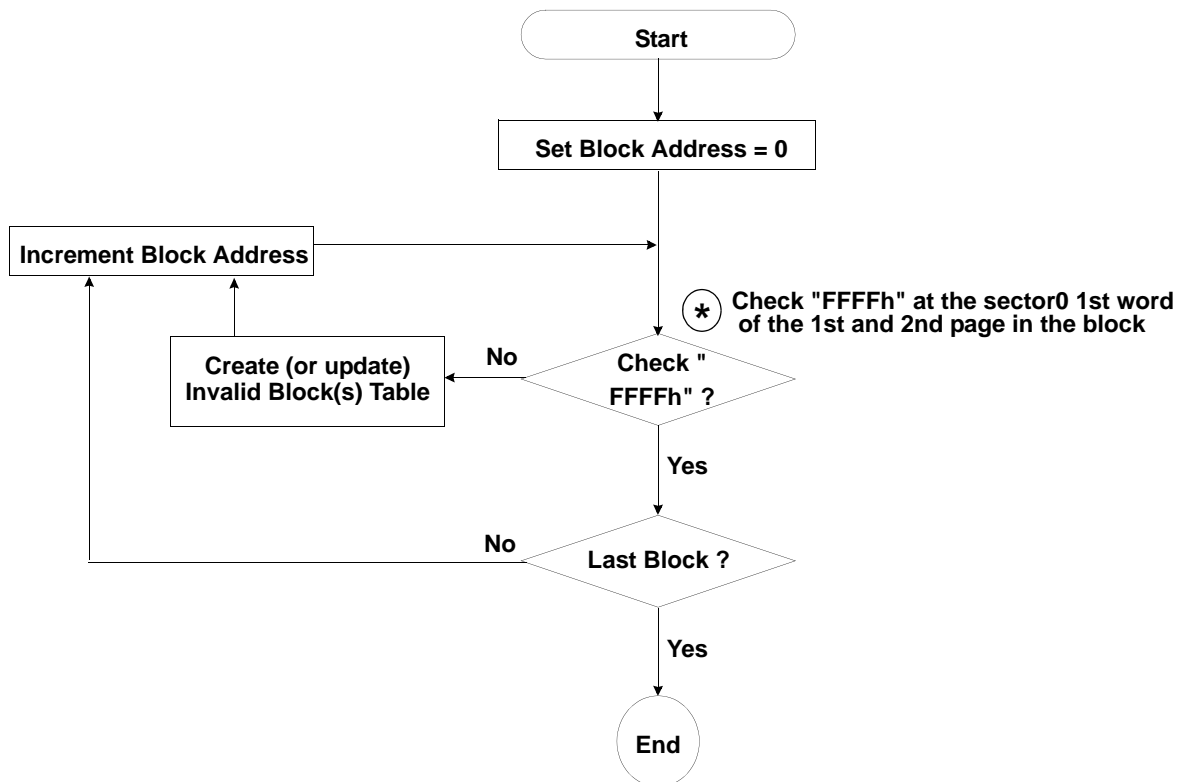 Start
Set Block Address = 0
Increment Block Address
* Check "FFFFh" at the sector0 1st word
of the 1st and 2nd page in the block
No
Create (or update)
Invalid Block(s) Table
Check "
FFFFh" ?
Yes
No
Last Block ?
Yes
End